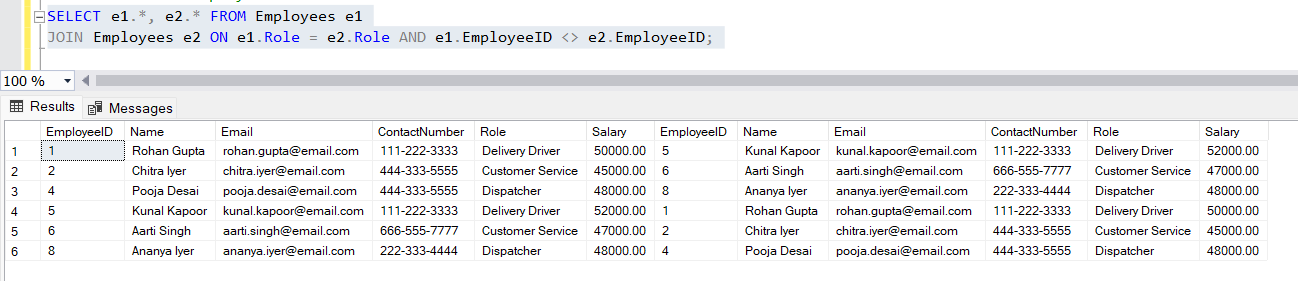 SELECT e1.*, e2.* FROM Employees e1
JOIN Employees e2 ON e1.Role = e2.Role AND e1.EmployeeID <> e2.EmployeeID;
100 %
Results Messages
EmployeeID Name Email ContactNumber Role Salary EmployeeID Name Email ContactNumber Role Salary
1 1 Rohan Gupta rohan.gupta@email.com 111-222-3333 Delivery Driver 50000.00 5 Kunal Kapoor kunal.kapoor@email.com 111-222-3333 Delivery Driver 52000.00
2 2 Chitra Iyer chitra.iyer@email.com 444-333-5555 Customer Service 45000.00 6 Aarti Singh aarti.singh@email.com 666-555-7777 Customer Service 47000.00
3 4 Pooja Desai pooja.desai@email.com 444-333-5555 Dispatcher 48000.00 8 Ananya Iyer ananya.iyer@email.com 222-333-4444 Dispatcher 48000.00
4 5 Kunal Kapoor kunal.kapoor@email.com 111-222-3333 Delivery Driver 52000.00 1 Rohan Gupta rohan.gupta@email.com 111-222-3333 Delivery Driver 50000.00
5 6 Aarti Singh aarti.singh@email.com 666-555-7777 Customer Service 47000.00 2 Chitra Iyer chitra.iyer@email.com 444-333-5555 Customer Service 45000.00
6 8 Ananya Iyer ananya.iyer@email.com 222-333-4444 Dispatcher 48000.00 4 Pooja Desai pooja.desai@email.com 444-333-5555 Dispatcher 48000.00